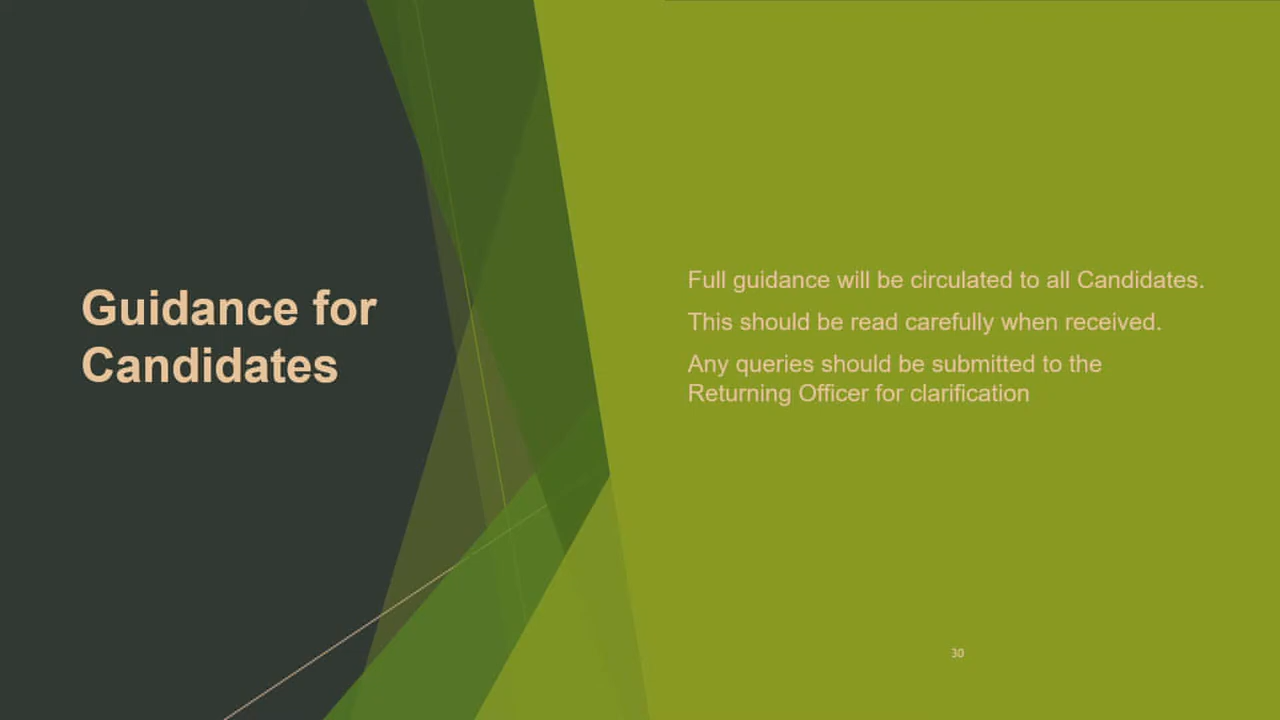 Guidance for
Candidates
Full guidance will be circulated to all Candidates.
This should be read carefully when received.
Any queries should be submitted to the
Returning Officer for clarification
30